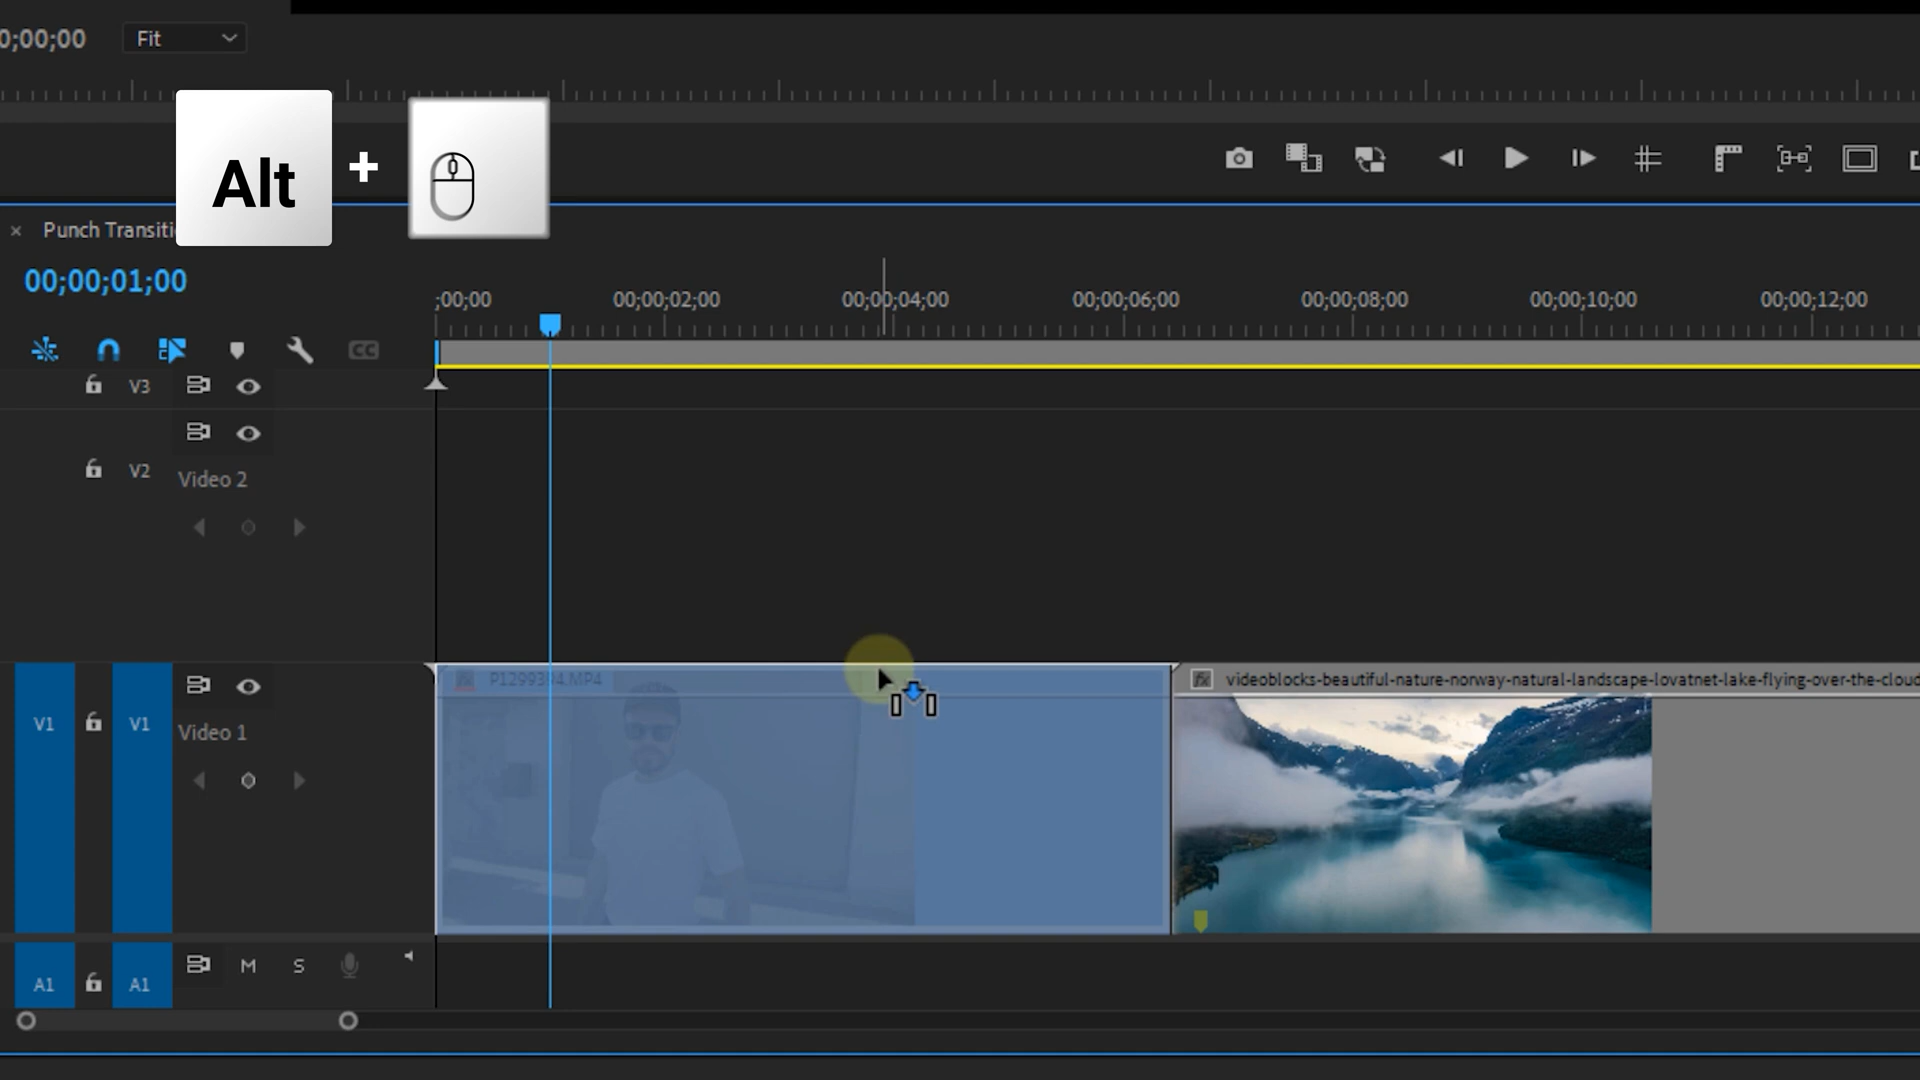 0;00;00
Fit
Alt
+
Punch Transiti
00;00;01;00
;00;00
00;00;02;00
00;00;04;00
00;00;06;00
00;00;08;00
00;00;10;00
00;00;12;00
CC
V3
V2
Video 2
P1299394.MP4
fx
videoblocks-beautiful-nature-norway-natural-landscape-lovatnet-lake-flying-over-the-cloud
V1
V1
Video 1
A1
A1
M
S